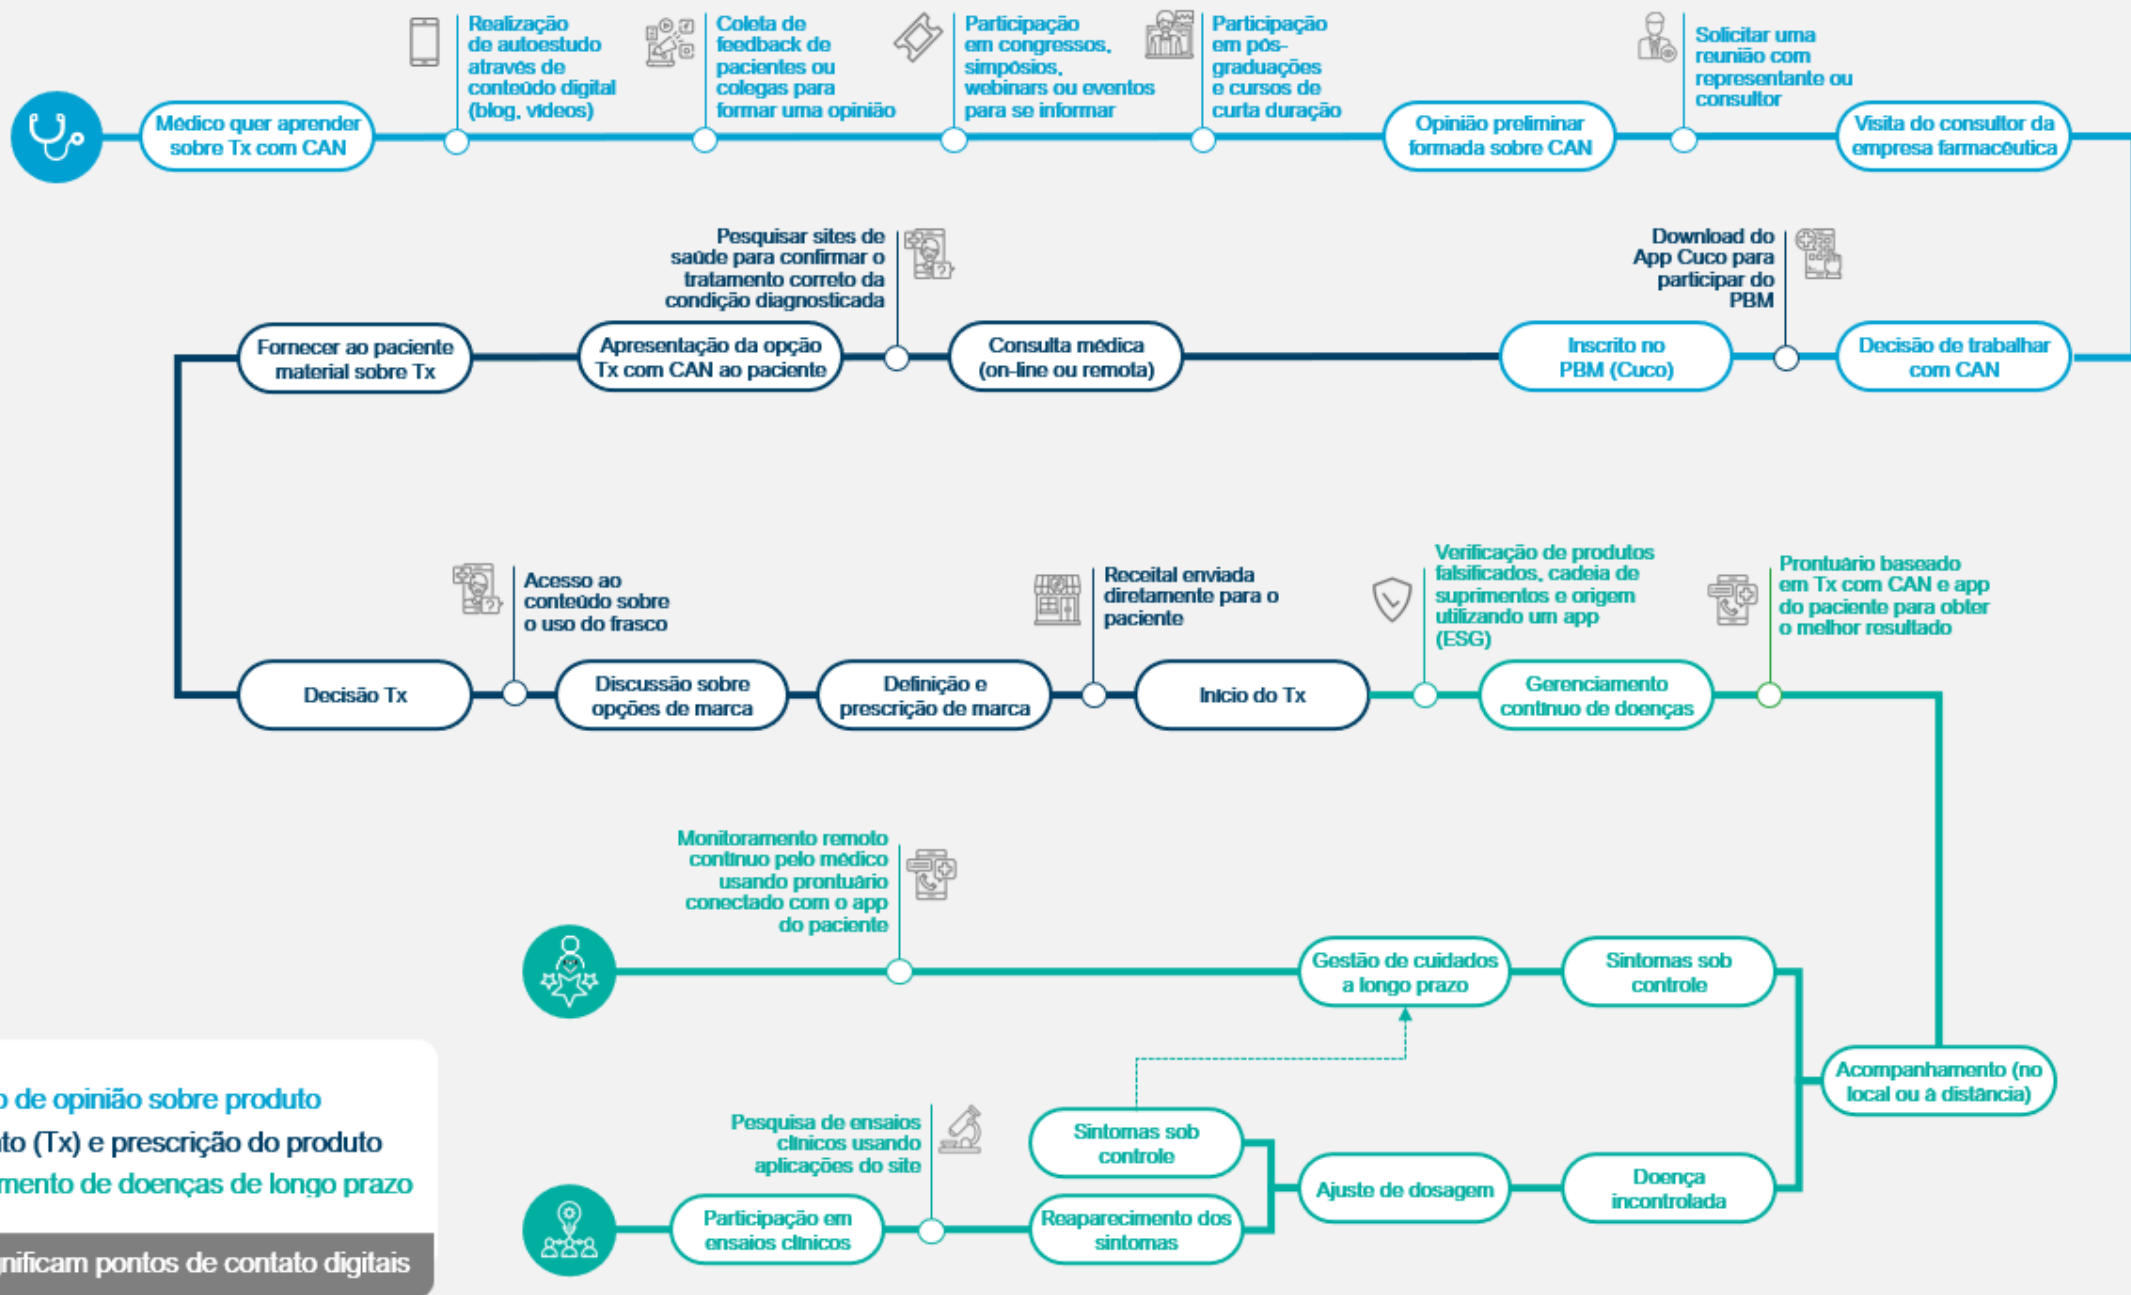 Realização
de autoestudo
através de
conteúdo digital
(blog, vídeos)
Coleta de
feedback de
pacientes ou
colegas para
formar uma opinião
Participação
em congressos,
simpósios,
webinars ou eventos
para se informar
Participação
em pós-
graduações
e cursos de
curta duração
Solicitar uma
reunião com
representante ou
consultor
Médico quer aprender
sobre Tx com CAN
Opinião preliminar
formada sobre CAN
Visita do consultor da
empresa farmacêutica
Pesquisar sites de
saúde para confirmar o
tratamento correto da
condição diagnosticada
Download do
App Cuco para
participar do
PBM
Fornecer ao paciente
material sobre Tx
Apresentação da opção
Tx com CAN ao paciente
Consulta médica
(on-line ou remota)
Inscrito no
PBM (Cuco)
Decisão de trabalhar
com CAN
Acesso ao
conteúdo sobre
o uso do frasco
Receital enviada
diretamente para o
paciente
Verificação de produtos
falsificados, cadeia de
suprimentos e origem
utilizando um app
(ESG)
Prontuário baseado
em Tx com CAN e app
do paciente para obter
o melhor resultado
Decisão Tx
Discussão sobre
opções de marca
Definição e
prescrição de marca
Início do Tx
Gerenciamento
contínuo de doenças
Monitoramento remoto
contínuo pelo médico
usando prontuário
conectado com o app
do paciente
Gestão de cuidados
a longo prazo
Sintomas sob
controle
Acompanhamento (no
local ou à distância)
Pesquisa de ensaios
clínicos usando
aplicações do site
Sintomas sob
controle
Ajuste de dosagem
Doença
incontrolada
Participação em
ensaios clínicos
Reaparecimento dos
sintomas
o de opinião sobre produto
to (Tx) e prescrição do produto
mento de doenças de longo prazo
nificam pontos de contato digitais